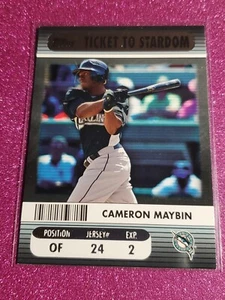 TICKET TO STARDOM
CAMERON MAYBIN
POSITION JERSEY# EXP.
OF 24 2